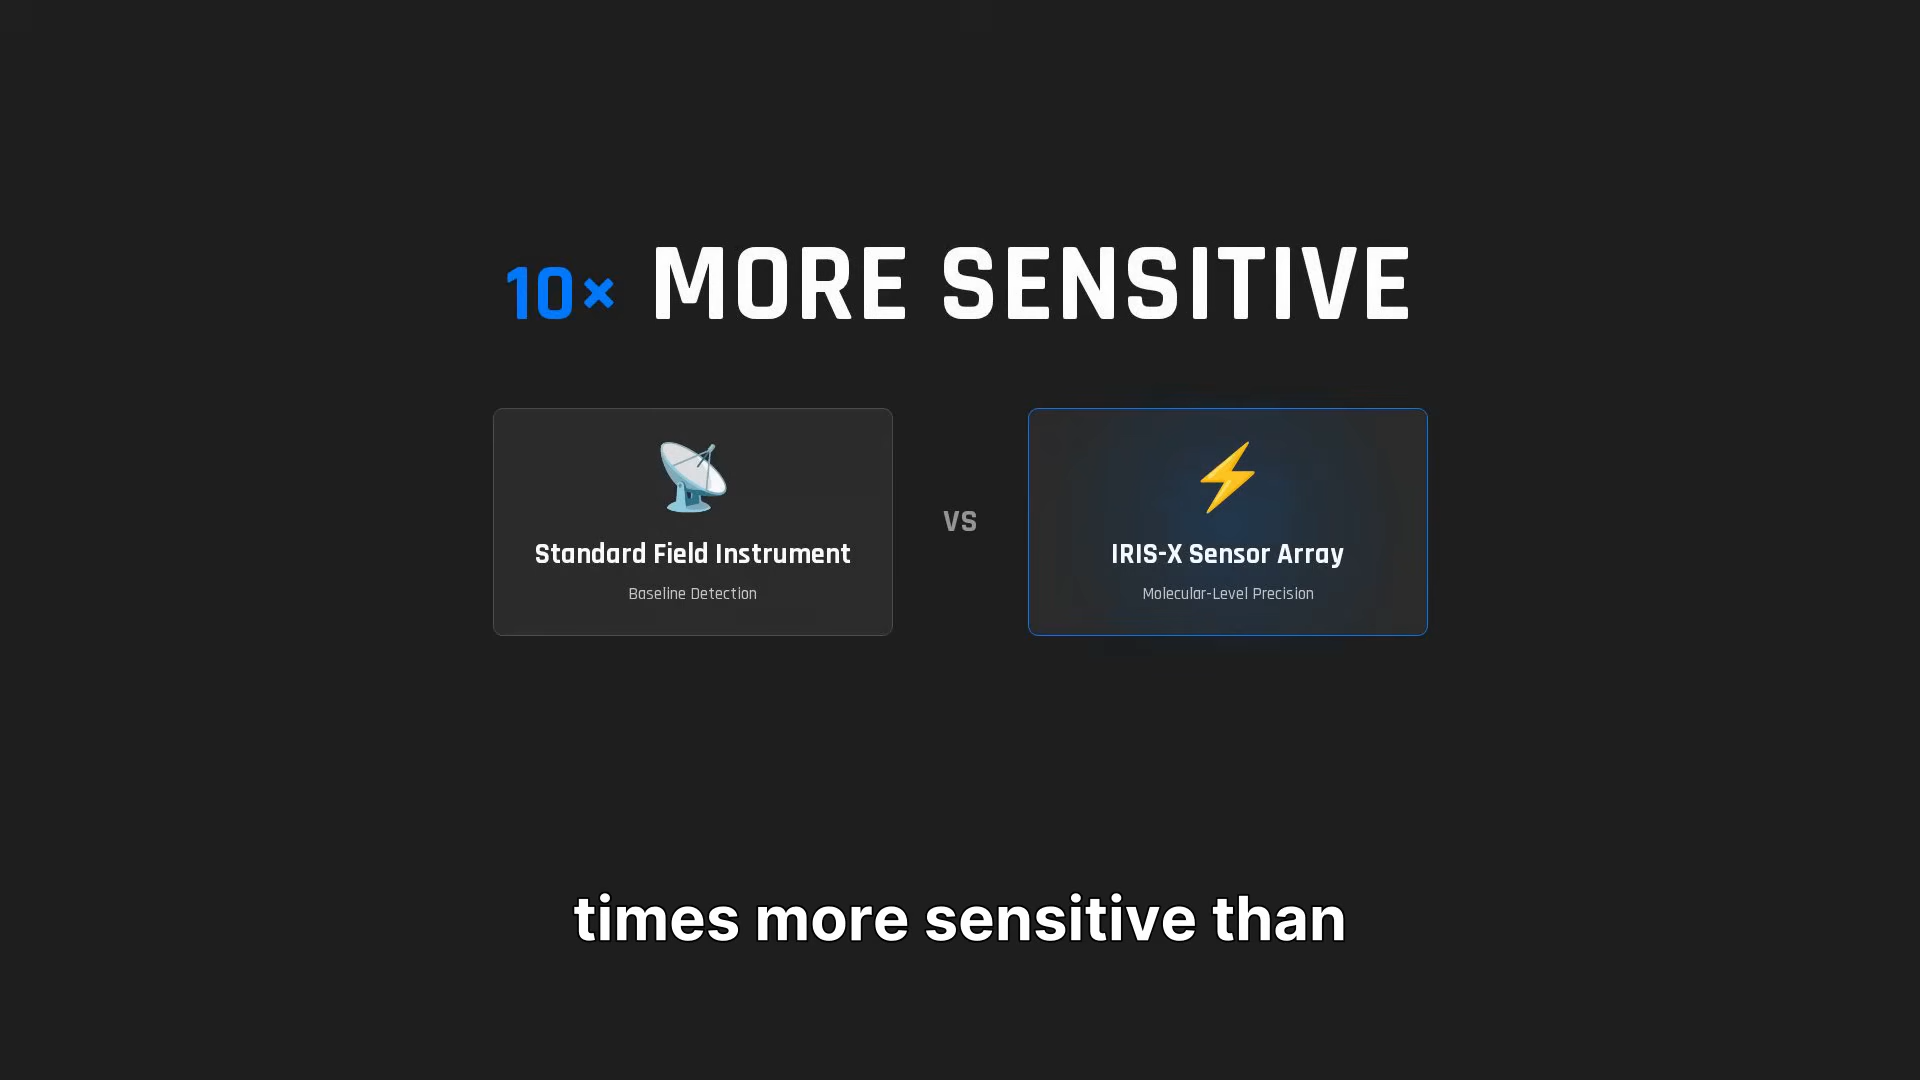 10× MORE SENSITIVE
Standard Field Instrument
Baseline Detection
VS
IRIS-X Sensor Array
Molecular-Level Precision
times more sensitive than